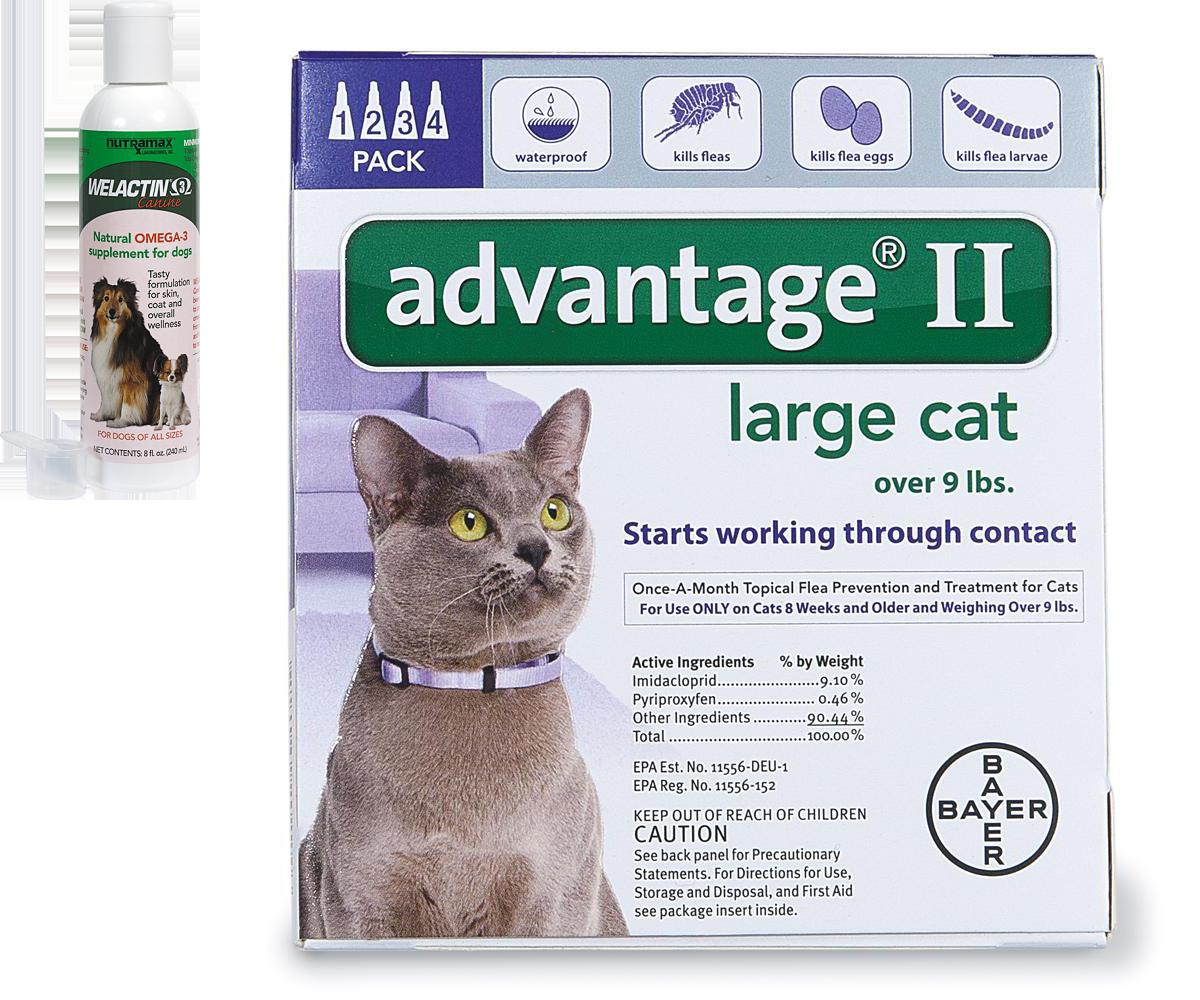 nutramax
LABORATORIES, INC.
WELACTIN Ω3
Canine
Natural OMEGA-3
supplement for dogs
Tasty
formulation
for skin,
coat and
overall
wellness
FOR DOGS OF ALL SIZES
NET CONTENTS: 8 fl. oz. (240 mL)
1 2 3 4
PACK
waterproof
kills fleas
kills flea eggs
kills flea larvae
advantage® II
large cat
over 9 lbs.
Starts working through contact
Once-A-Month Topical Flea Prevention and Treatment for Cats
For Use ONLY on Cats 8 Weeks and Older and Weighing Over 9 lbs.
Active Ingredients % by Weight
Imidacloprid......................9.10 %
Pyriproxyfen..................... 0.46 %
Other Ingredients ...........90.44 %
Total ..............................100.00 %
EPA Est. No. 11556-DEU-1
EPA Reg. No. 11556-152
KEEP OUT OF REACH OF CHILDREN
CAUTION
See back panel for Precautionary
Statements. For Directions for Use,
Storage and Disposal, and First Aid
see package insert inside.
BAYER
BAYER